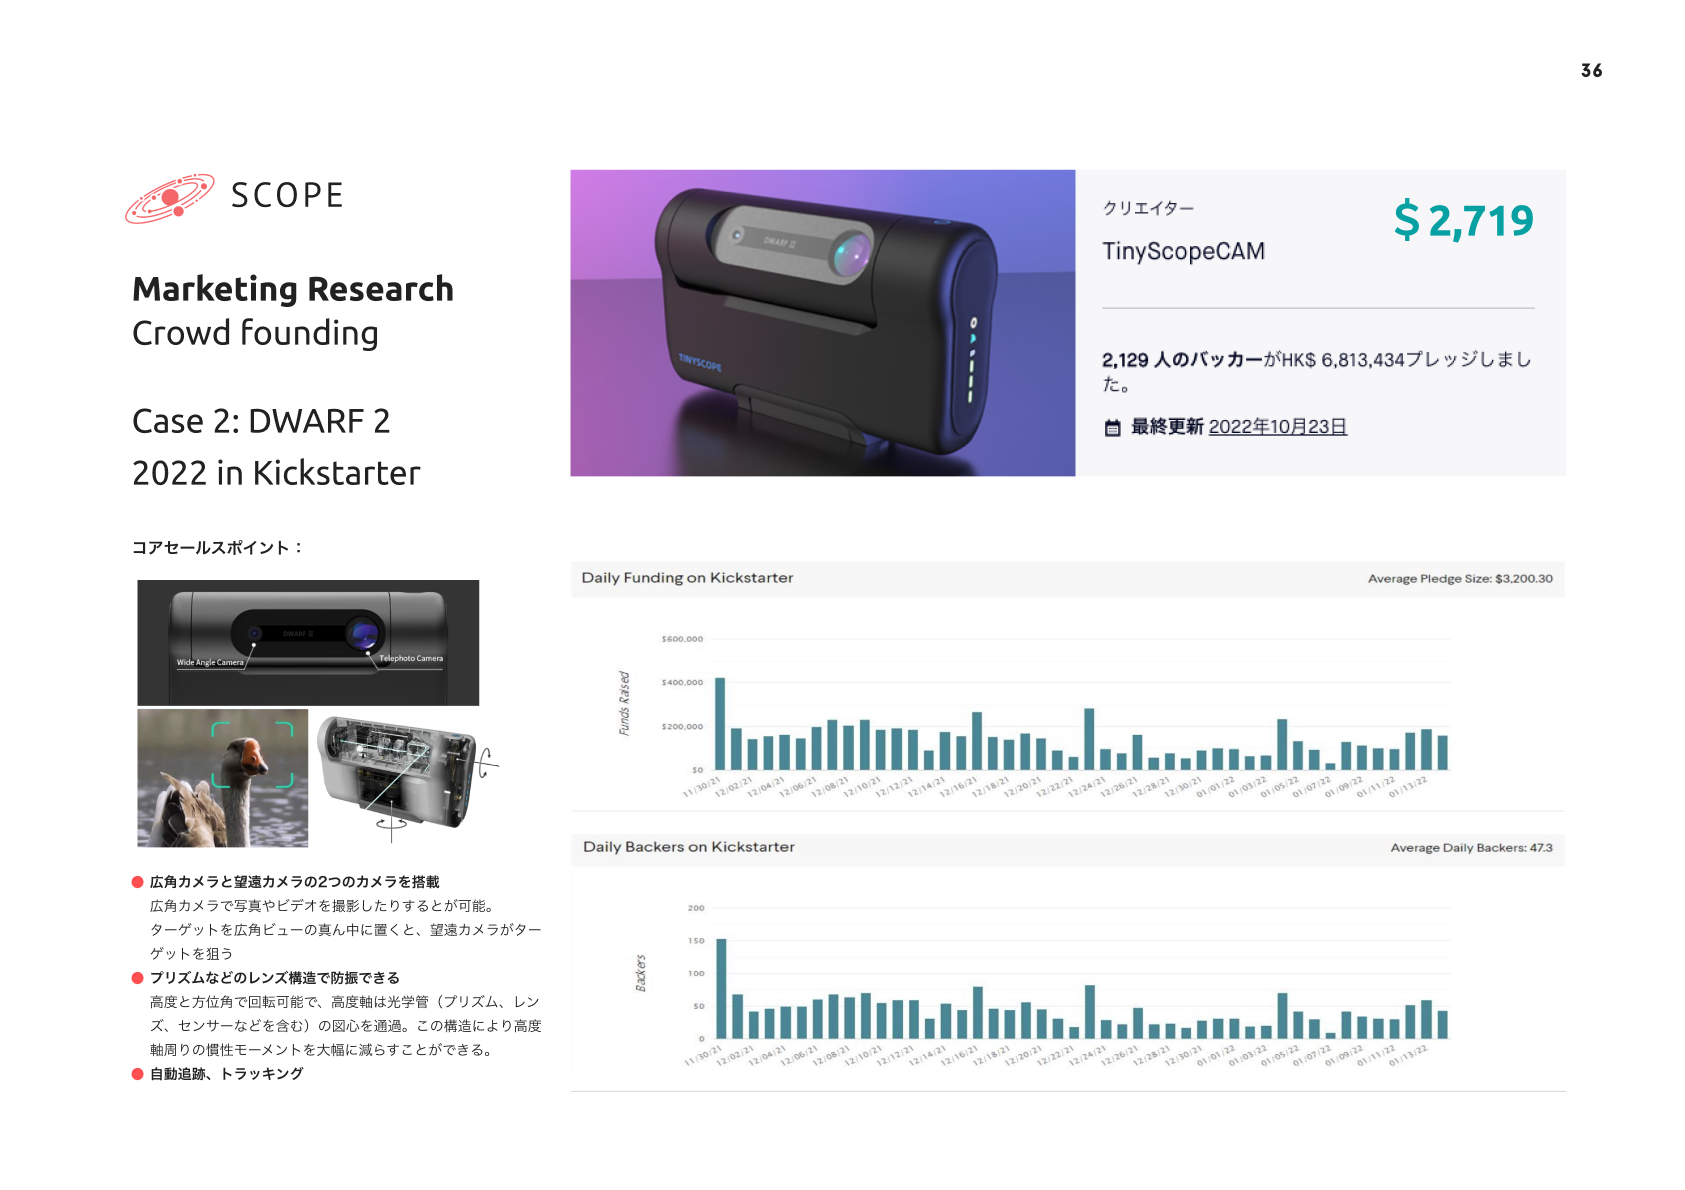 36
SCOPE
Marketing Research
Crowd founding
Case 2: DWARF 2
2022 in Kickstarter
コアセールスポイント：
DWARF II
Wide Angle Camera
Telephoto Camera
● 広角カメラと望遠カメラの2つのカメラを搭載
広角カメラで写真やビデオを撮影したりするとが可能。
ターゲットを広角ビューの真ん中に置くと、望遠カメラがター
ゲットを狙う
● プリズムなどのレンズ構造で防振できる
高度と方位角で回転可能で、高度軸は光学管（プリズム、レン
ズ、センサーなどを含む）の図心を通過。この構造により高度
軸周りの慣性モーメントを大幅に減らすことができる。
● 自動追跡、トラッキング
DWARF II
TINYSCOPE
クリエイター
$ 2,719
TinyScopeCAM
2,129 人のバッカーがHK$ 6,813,434プレッジしまし
た。
最終更新 2022年10月23日
Daily Funding on Kickstarter
Average Pledge Size: $3,200.30
Funds Raised
$600,000
$400,000
$200,000
$0
11/30/21 12/02/21 12/04/21 12/06/21 12/08/21 12/10/21 12/12/21 12/14/21 12/16/21 12/18/21 12/20/21 12/22/21 12/24/21 12/26/21 12/28/21 12/30/21 01/01/22 01/03/22 01/05/22 01/07/22 01/09/22 01/11/22 01/13/22
Daily Backers on Kickstarter
Average Daily Backers: 47.3
Backers
200
150
100
50
0
11/30/21 12/02/21 12/04/21 12/06/21 12/08/21 12/10/21 12/12/21 12/14/21 12/16/21 12/18/21 12/20/21 12/22/21 12/24/21 12/26/21 12/28/21 12/30/21 01/01/22 01/03/22 01/05/22 01/07/22 01/09/22 01/11/22 01/13/22